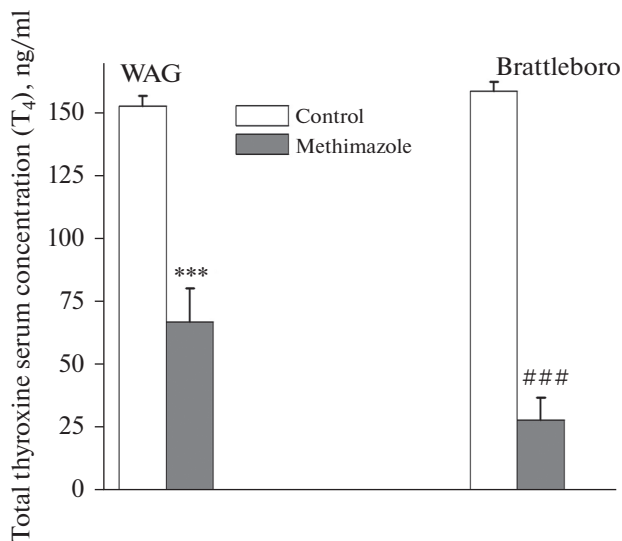 Total thyroxine serum concentration (T₄), ng/ml
WAG
Brattleboro
Control
Methimazole
150
125
100
75
50
25
0
***
###